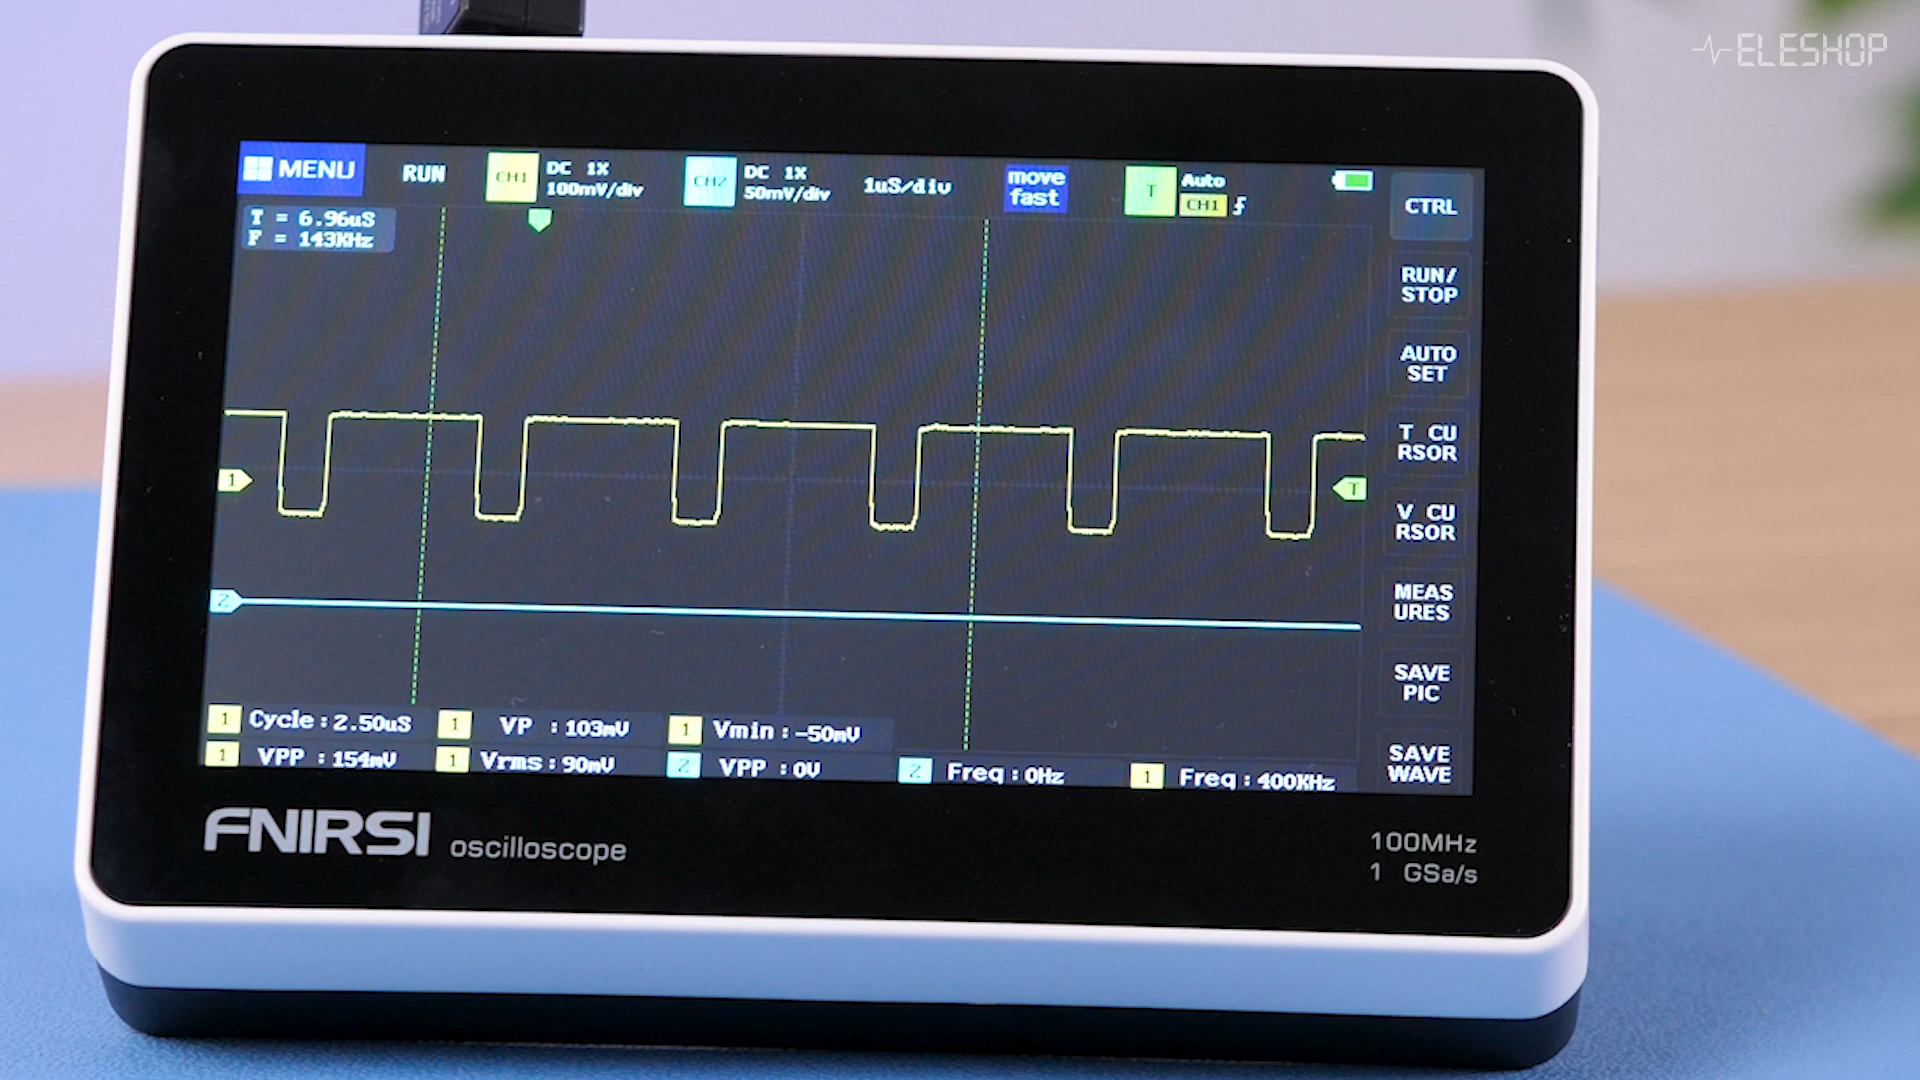 ELESHOP
MENU
RUN
CH1
DC 1X
100mV/div
CH2
DC 1X
50mV/div
1uS/div
move
fast
T
Auto
CH1
CTRL
T = 6.96uS
F = 143KHz
RUN/
STOP
AUTO
SET
T CU
RSOR
V CU
RSOR
MEAS
URES
SAVE
PIC
SAVE
WAVE
1
T
2
1 Cycle:2.50uS
1 VP :103mV
1 Vmin:-50mV
1 VPP :154mV
1 Vrms:90mV
2 VPP :0V
2 Freq:0Hz
1 Freq:400KHz
FNIRSI oscilloscope
100MHz
1 GSa/s